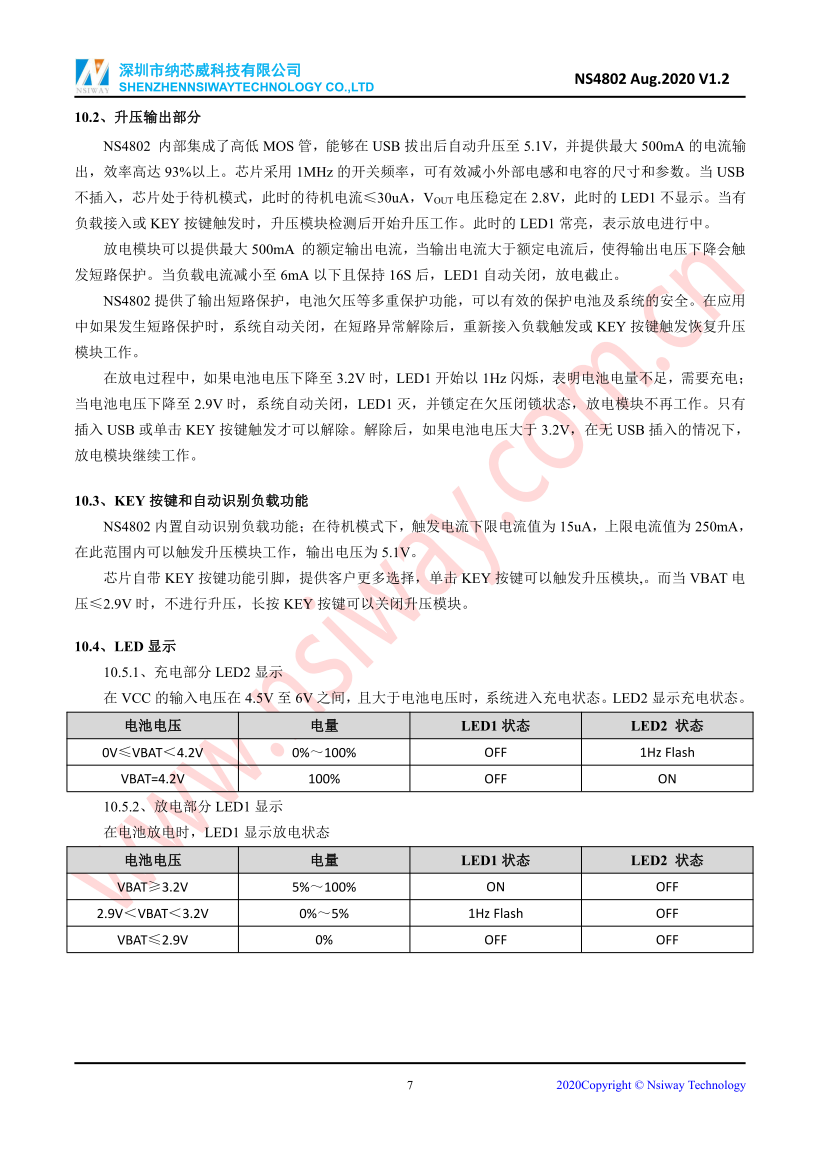 深圳市纳芯威科技有限公司
SHENZHENNSIWAYTECHNOLOGY CO.,LTD
NSIWAY
NS4802 Aug.2020 V1.2
10.2、升压输出部分
NS4802 内部集成了高低 MOS 管，能够在 USB 拔出后自动升压至 5.1V，并提供最大 500mA 的电流输
出，效率高达 93%以上。芯片采用 1MHz 的开关频率，可有效减小外部电感和电容的尺寸和参数。当 USB
不插入，芯片处于待机模式，此时的待机电流≤30uA，VOUT 电压稳定在 2.8V，此时的 LED1 不显示。当有
负载接入或 KEY 按键触发时，升压模块检测后开始升压工作。此时的 LED1 常亮，表示放电进行中。
放电模块可以提供最大 500mA 的额定输出电流，当输出电流大于额定电流后，使得输出电压下降会触
发短路保护。当负载电流减小至 6mA 以下且保持 16S 后，LED1 自动关闭，放电截止。
NS4802 提供了输出短路保护，电池欠压等多重保护功能，可以有效的保护电池及系统的安全。在应用
中如果发生短路保护时，系统自动关闭，在短路异常解除后，重新接入负载触发或 KEY 按键触发恢复升压
模块工作。
在放电过程中，如果电池电压下降至 3.2V 时，LED1 开始以 1Hz 闪烁，表明电池电量不足，需要充电；
当电池电压下降至 2.9V 时，系统自动关闭，LED1 灭，并锁定在欠压闭锁状态，放电模块不再工作。只有
插入 USB 或单击 KEY 按键触发才可以解除。解除后，如果电池电压大于 3.2V，在无 USB 插入的情况下，
放电模块继续工作。
10.3、KEY 按键和自动识别负载功能
NS4802 内置自动识别负载功能；在待机模式下，触发电流下限电流值为 15uA，上限电流值为 250mA，
在此范围内可以触发升压模块工作，输出电压为 5.1V。
芯片自带 KEY 按键功能引脚，提供客户更多选择，单击 KEY 按键可以触发升压模块,。而当 VBAT 电
压≤2.9V 时，不进行升压，长按 KEY 按键可以关闭升压模块。
10.4、LED 显示
10.5.1、充电部分 LED2 显示
在 VCC 的输入电压在 4.5V 至 6V 之间，且大于电池电压时，系统进入充电状态。LED2 显示充电状态。
电池电压 电量 LED1 状态 LED2 状态
0V≤VBAT＜4.2V 0%～100% OFF 1Hz Flash
VBAT=4.2V 100% OFF ON
10.5.2、放电部分 LED1 显示
在电池放电时，LED1 显示放电状态
电池电压 电量 LED1 状态 LED2 状态
VBAT≥3.2V 5%～100% ON OFF
2.9V＜VBAT＜3.2V 0%～5% 1Hz Flash OFF
VBAT≤2.9V 0% OFF OFF
www.nsiway.com.cn
7 2020Copyright © Nsiway Technology